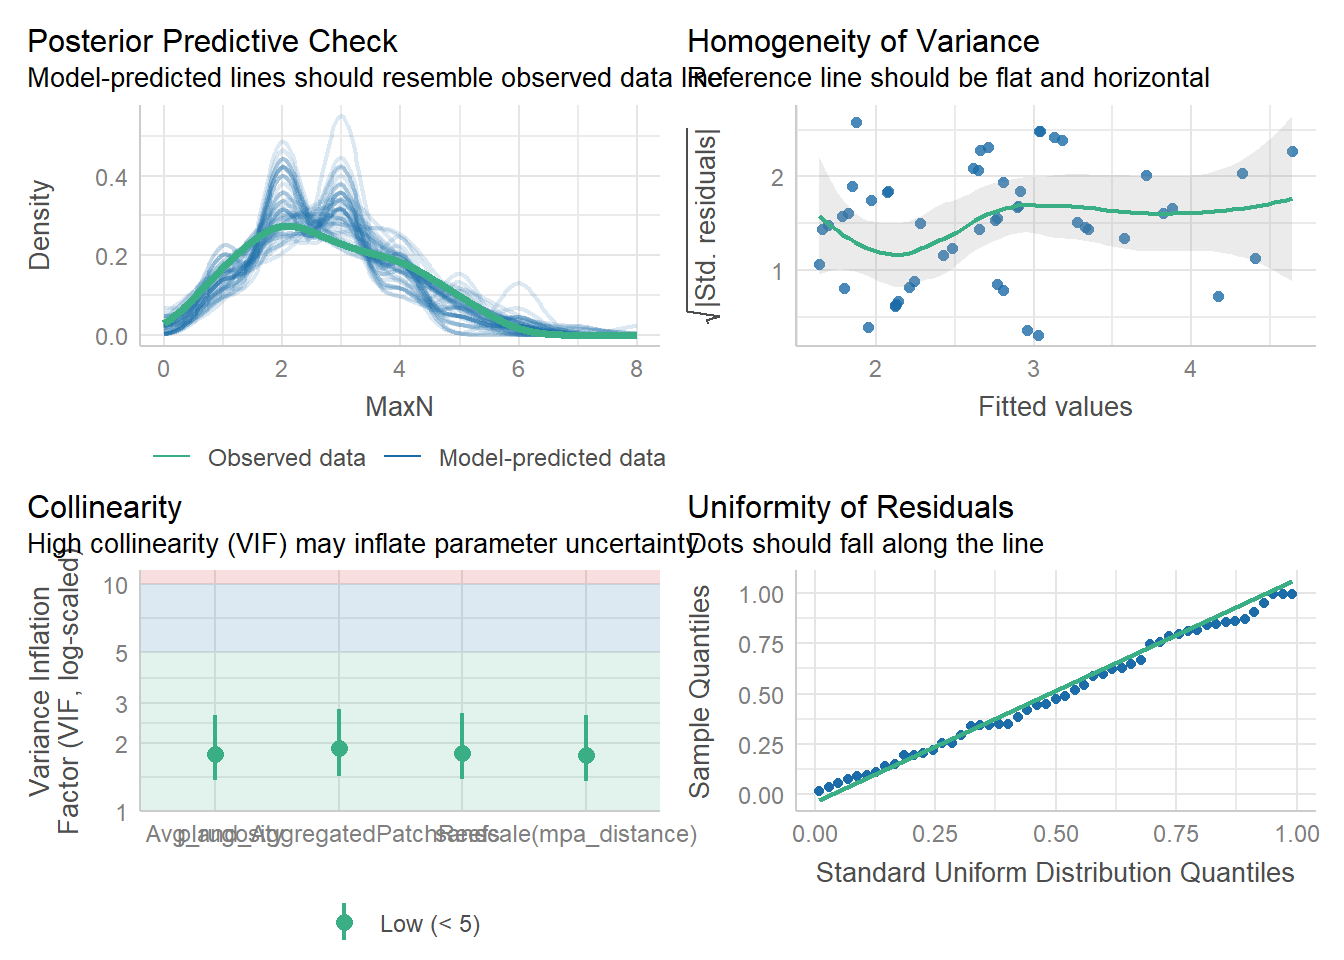 Posterior Predictive Check
Model-predicted lines should resemble observed data line
0.4
0.2
0.0
Density
0 2 4 6 8
MaxN
Observed data Model-predicted data
Homogeneity of Variance
Reference line should be flat and horizontal
√|Std. residuals|
2
1
2 3 4
Fitted values
Collinearity
High collinearity (VIF) may inflate parameter uncertainty
Variance Inflation
Factor (VIF, log-scaled)
10
5
3
2
1
scale(mpa_distance)
Low (< 5)
Uniformity of Residuals
Dots should fall along the line
Sample Quantiles
1.00
0.75
0.50
0.25
0.00
0.00 0.25 0.50 0.75 1.00
Standard Uniform Distribution Quantiles